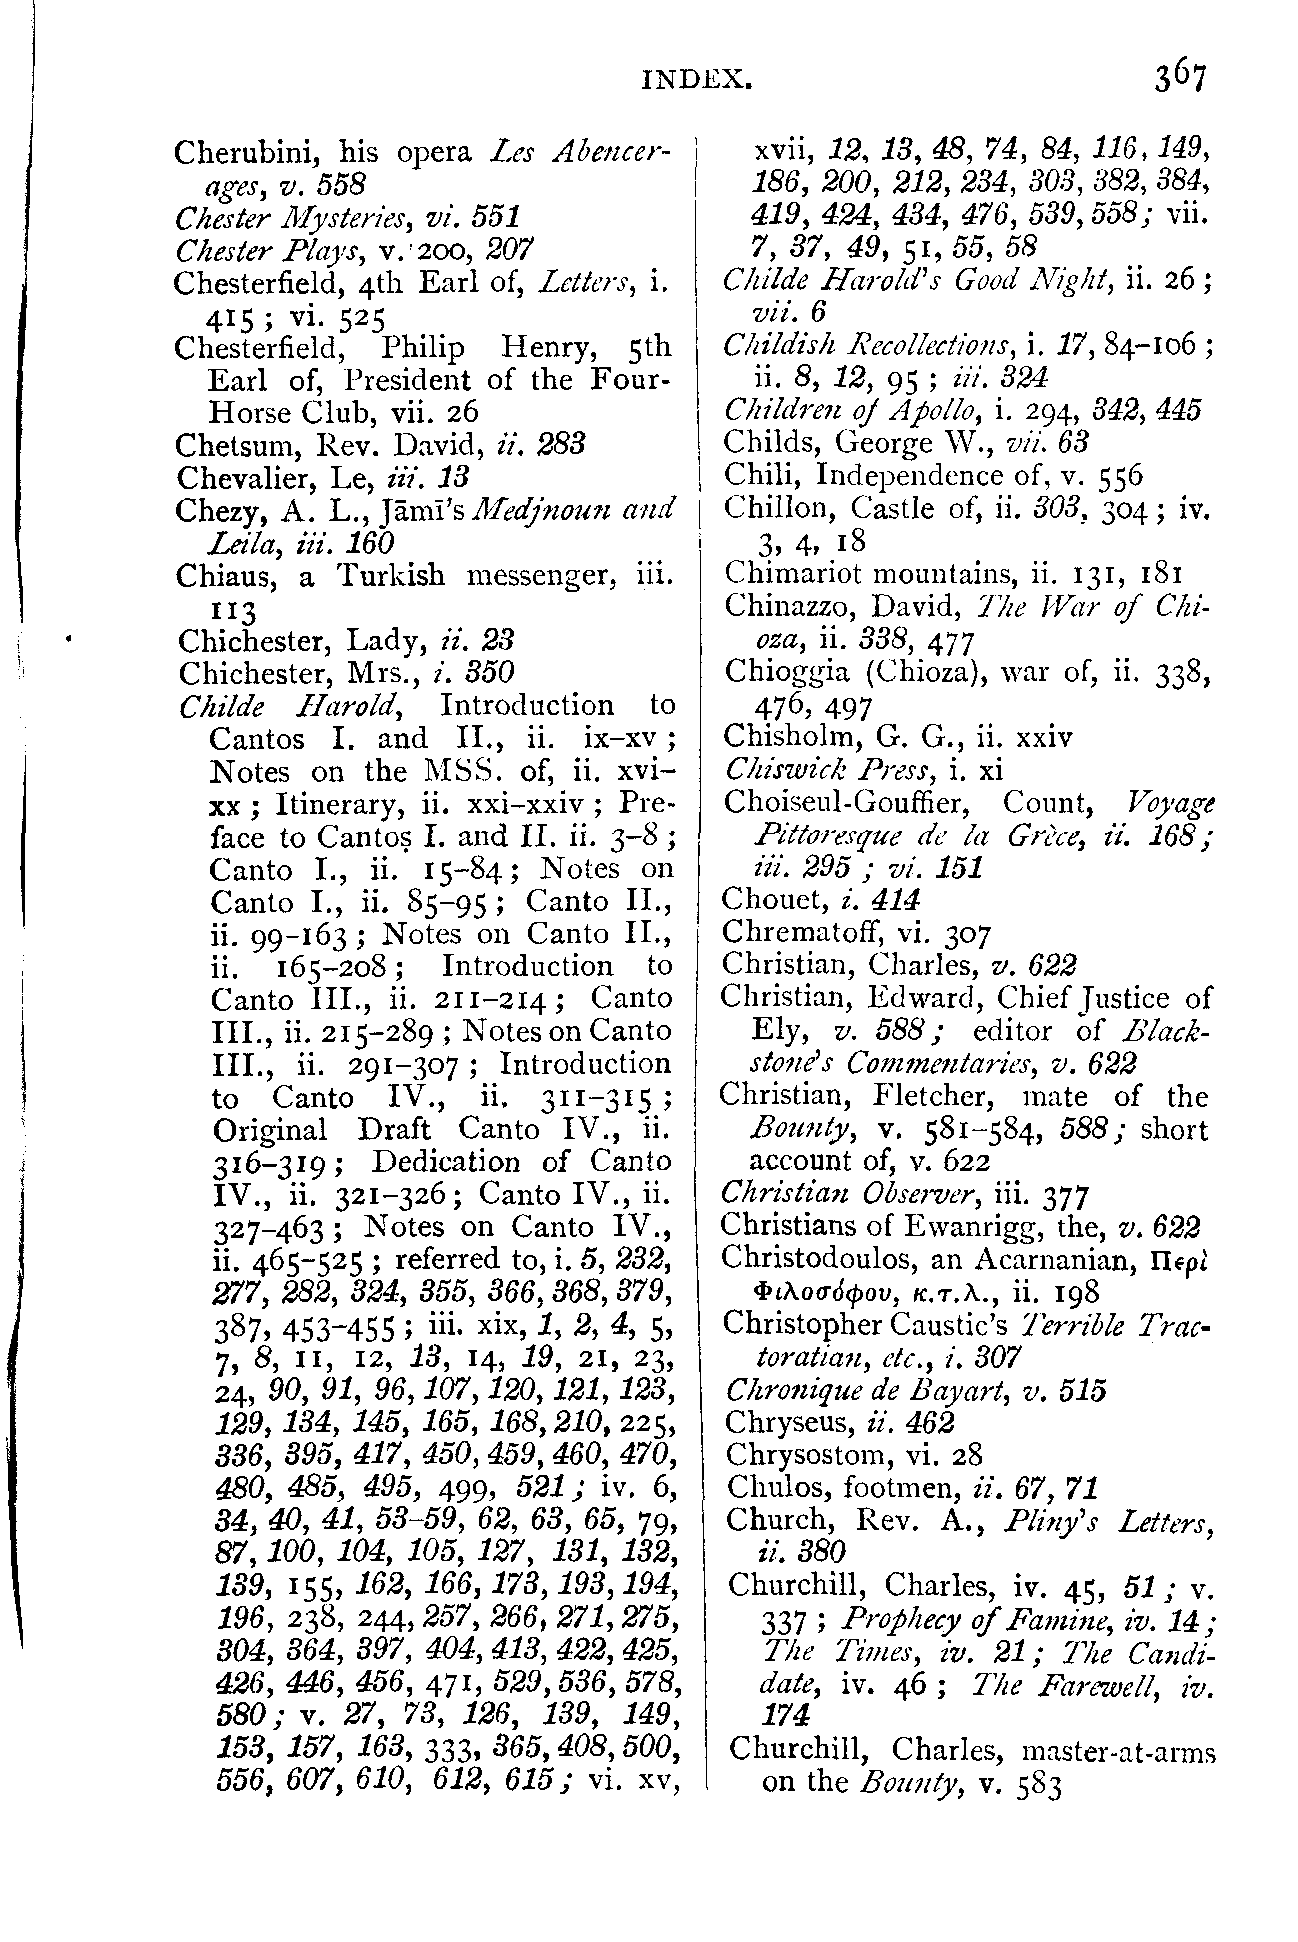 INDEX. 367
Cherubini, his opera Les Abencer-
ages, v. 558
Chester Mysteries, vi. 551
Chester Plays, v. 200, 207
Chesterfield, 4th Earl of, Letters, i.
415 ; vi. 525
Chesterfield, Philip Henry, 5th
Earl of, President of the Four-
Horse Club, vii. 26
Chetsum, Rev. David, ii. 283
Chevalier, Le, iii. 13
Chezy, A. L., Jāmī's Medjnoun and
Leila, iii. 160
Chiaus, a Turkish messenger, iii.
113
Chichester, Lady, ii. 23
Chichester, Mrs., i. 350
Childe Harold, Introduction to
Cantos I. and II., ii. ix–xv ;
Notes on the MSS. of, ii. xvi–
xx ; Itinerary, ii. xxi–xxiv ; Pre-
face to Cantos I. and II. ii. 3–8 ;
Canto I., ii. 15–84 ; Notes on
Canto I., ii. 85–95 ; Canto II.,
ii. 99–163 ; Notes on Canto II.,
ii. 165–208 ; Introduction to
Canto III., ii. 211–214 ; Canto
III., ii. 215–289 ; Notes on Canto
III., ii. 291–307 ; Introduction
to Canto IV., ii. 311–315 ;
Original Draft Canto IV., ii.
316–319 ; Dedication of Canto
IV., ii. 321–326 ; Canto IV., ii.
327–463 ; Notes on Canto IV.,
ii. 465–525 ; referred to, i. 5, 232,
277, 282, 324, 355, 366, 368, 379,
387, 453–455 ; iii. xix, 1, 2, 4, 5,
7, 8, 11, 12, 13, 14, 19, 21, 23,
24, 90, 91, 96, 107, 120, 121, 123,
129, 134, 145, 165, 168, 210, 225,
336, 395, 417, 450, 459, 460, 470,
480, 485, 495, 499, 521 ; iv. 6,
34, 40, 41, 53–59, 62, 63, 65, 79,
87, 100, 104, 105, 127, 131, 132,
139, 155, 162, 166, 173, 193, 194,
196, 238, 244, 257, 266, 271, 275,
304, 364, 397, 404, 413, 422, 425,
426, 446, 456, 471, 529, 536, 578,
580 ; v. 27, 73, 126, 139, 149,
153, 157, 163, 333, 365, 408, 500,
556, 607, 610, 612, 615 ; vi. xv,
xvii, 12, 13, 48, 74, 84, 116, 149,
186, 200, 212, 234, 303, 382, 384,
419, 424, 434, 476, 539, 558 ; vii.
7, 37, 49, 51, 55, 58
Childe Harold's Good Night, ii. 26 ;
vii. 6
Childish Recollections, i. 17, 84–106 ;
ii. 8, 12, 95 ; iii. 324
Children of Apollo, i. 294, 342, 445
Childs, George W., vii. 63
Chili, Independence of, v. 556
Chillon, Castle of, ii. 303, 304 ; iv.
3, 4, 18
Chimariot mountains, ii. 131, 181
Chinazzo, David, The War of Chi-
oza, ii. 338, 477
Chioggia (Chioza), war of, ii. 338,
476, 497
Chisholm, G. G., ii. xxiv
Chiswick Press, i. xi
Choiseul-Gouffier, Count, Voyage
Pittoresque de la Grèce, ii. 168 ;
iii. 295 ; vi. 151
Chouet, i. 414
Chrematoff, vi. 307
Christian, Charles, v. 622
Christian, Edward, Chief Justice of
Ely, v. 588 ; editor of Black-
stone's Commentaries, v. 622
Christian, Fletcher, mate of the
Bounty, v. 581–584, 588 ; short
account of, v. 622
Christian Observer, iii. 377
Christians of Ewanrigg, the, v. 622
Christodoulos, an Acarnanian, Περὶ
Φιλοσόφου, κ.τ.λ., ii. 198
Christopher Caustic's Terrible Trac-
toratian, etc., i. 307
Chronique de Bayart, v. 515
Chryseus, ii. 462
Chrysostom, vi. 28
Chulos, footmen, ii. 67, 71
Church, Rev. A., Pliny's Letters,
ii. 380
Churchill, Charles, iv. 45, 51 ; v.
337 ; Prophecy of Famine, iv. 14 ;
The Times, iv. 21 ; The Candi-
date, iv. 46 ; The Farewell, iv.
174
Churchill, Charles, master-at-arms
on the Bounty, v. 583